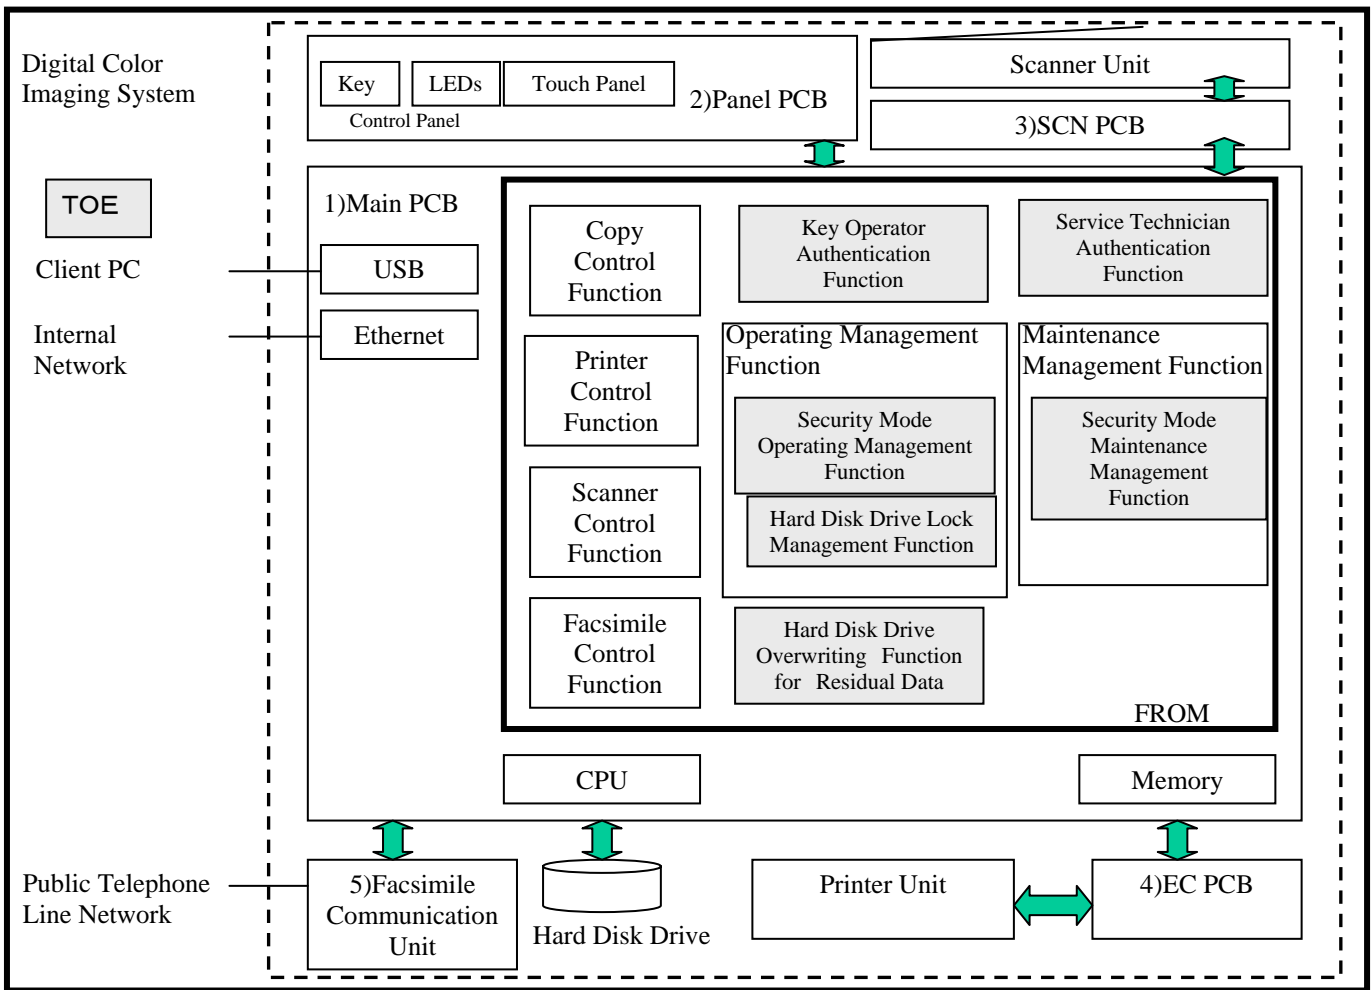 Digital Color
Imaging System
Key
LEDs
Touch Panel
Control Panel
2)Panel PCB
Scanner Unit
3)SCN PCB
TOE
Client PC
Internal
Network
1)Main PCB
USB
Ethernet
Copy
Control
Function
Printer
Control
Function
Scanner
Control
Function
Facsimile
Control
Function
Key Operator
Authentication
Function
Service Technician
Authentication
Function
Operating Management
Function
Security Mode
Operating Management
Function
Hard Disk Drive Lock
Management Function
Maintenance
Management Function
Security Mode
Maintenance
Management
Function
Hard Disk Drive
Overwriting Function
for Residual Data
FROM
CPU
Memory
Public Telephone
Line Network
5)Facsimile
Communication
Unit
Hard Disk Drive
Printer Unit
4)EC PCB